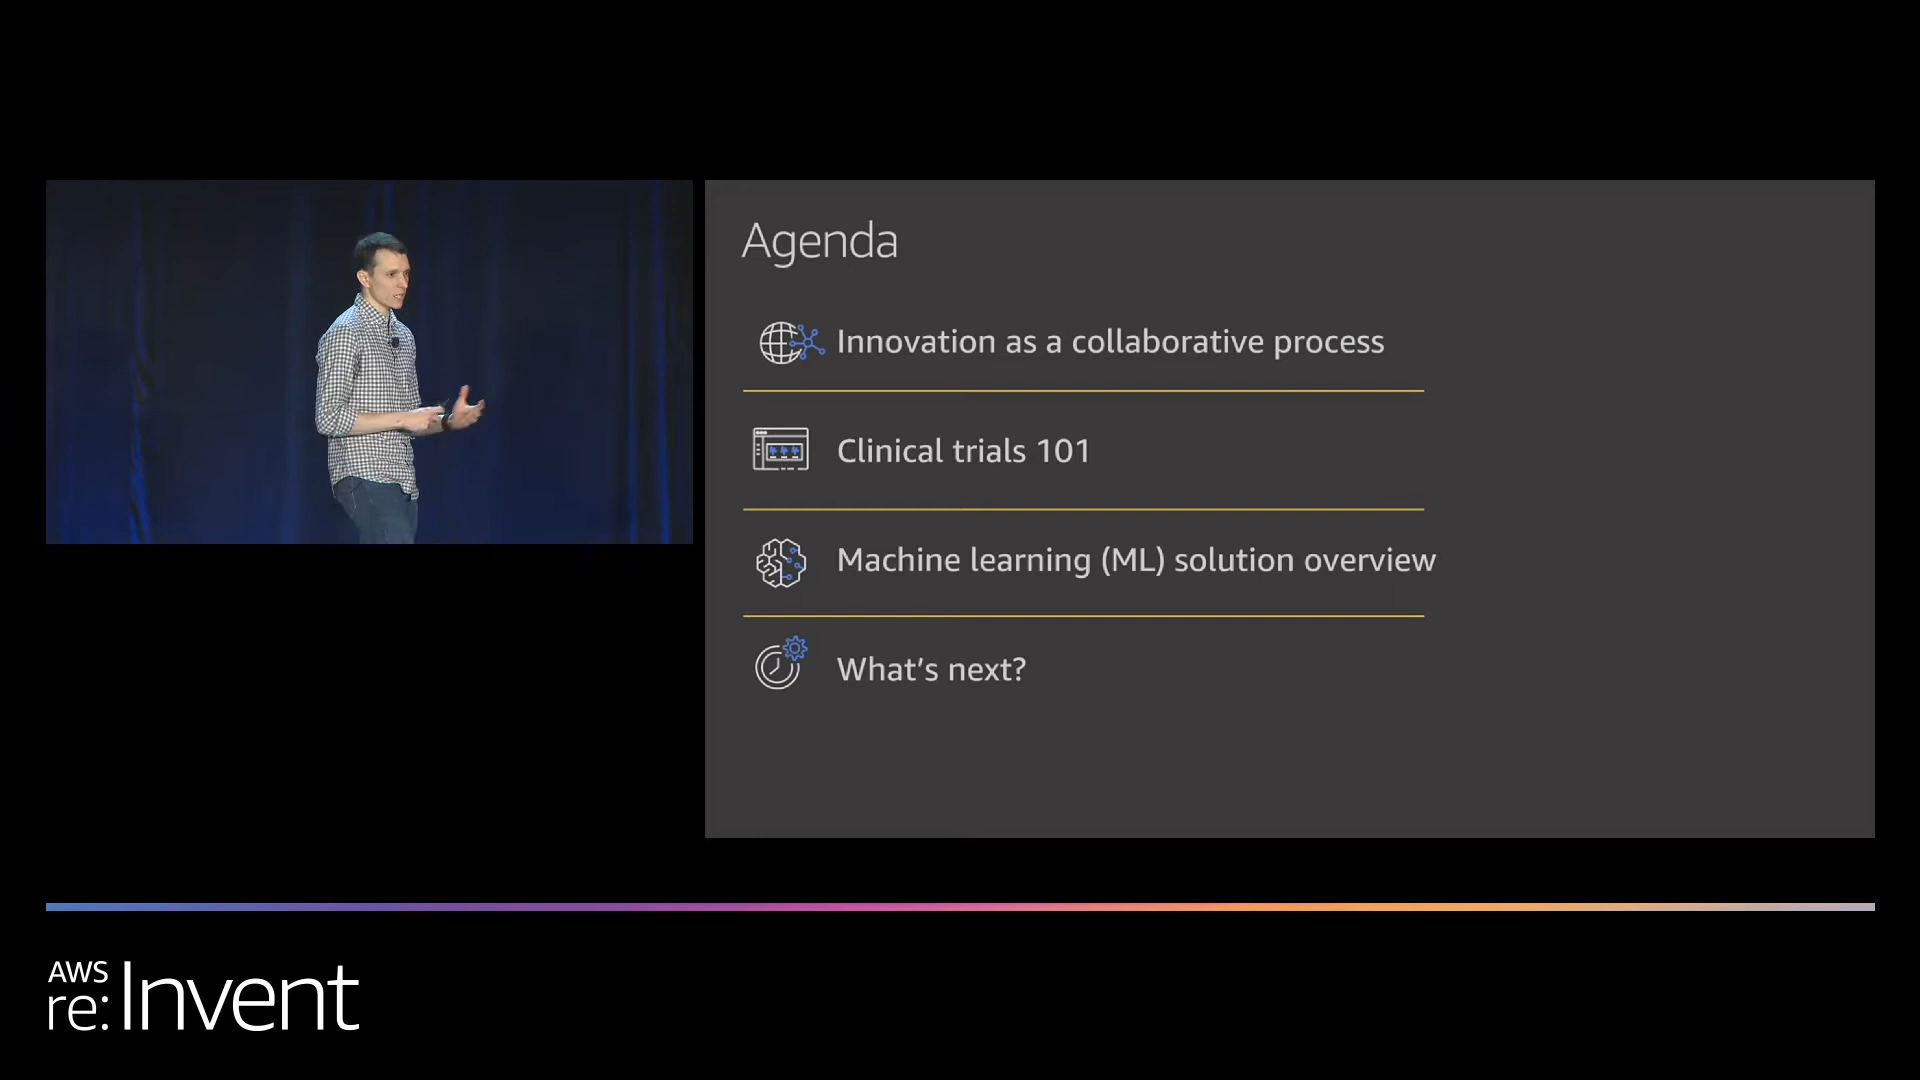 Agenda
Innovation as a collaborative process
Clinical trials 101
Machine learning (ML) solution overview
What's next?
AWS
re:Invent